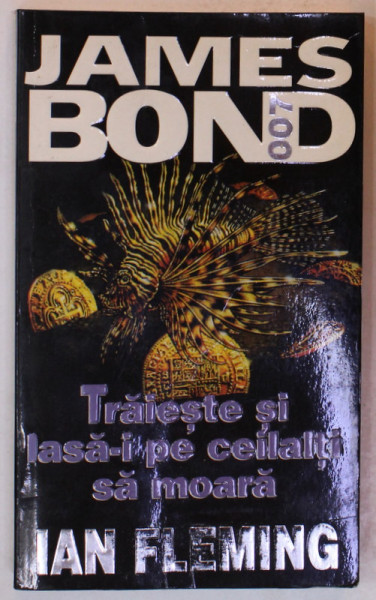 JAMES
BOND
007
Trăiește și
lasă-i pe ceilalți
să moară
IAN FLEMING